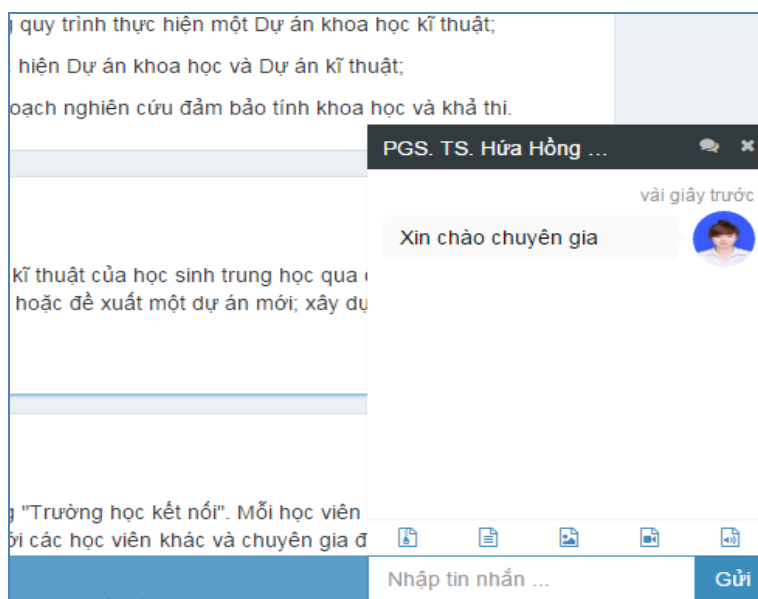 quy trình thực hiện một Dự án khoa học kĩ thuật;
hiện Dự án khoa học và Dự án kĩ thuật;
oạch nghiên cứu đảm bảo tính khoa học và khả thi.
PGS. TS. Hứa Hồng ...
vài giây trước
Xin chào chuyên gia
kĩ thuật của học sinh trung học qua
hoặc đề xuất một dự án mới; xây dự
"Trường học kết nối". Mỗi học viên
ới các học viên khác và chuyên gia đ
Nhập tin nhắn ...
Gửi